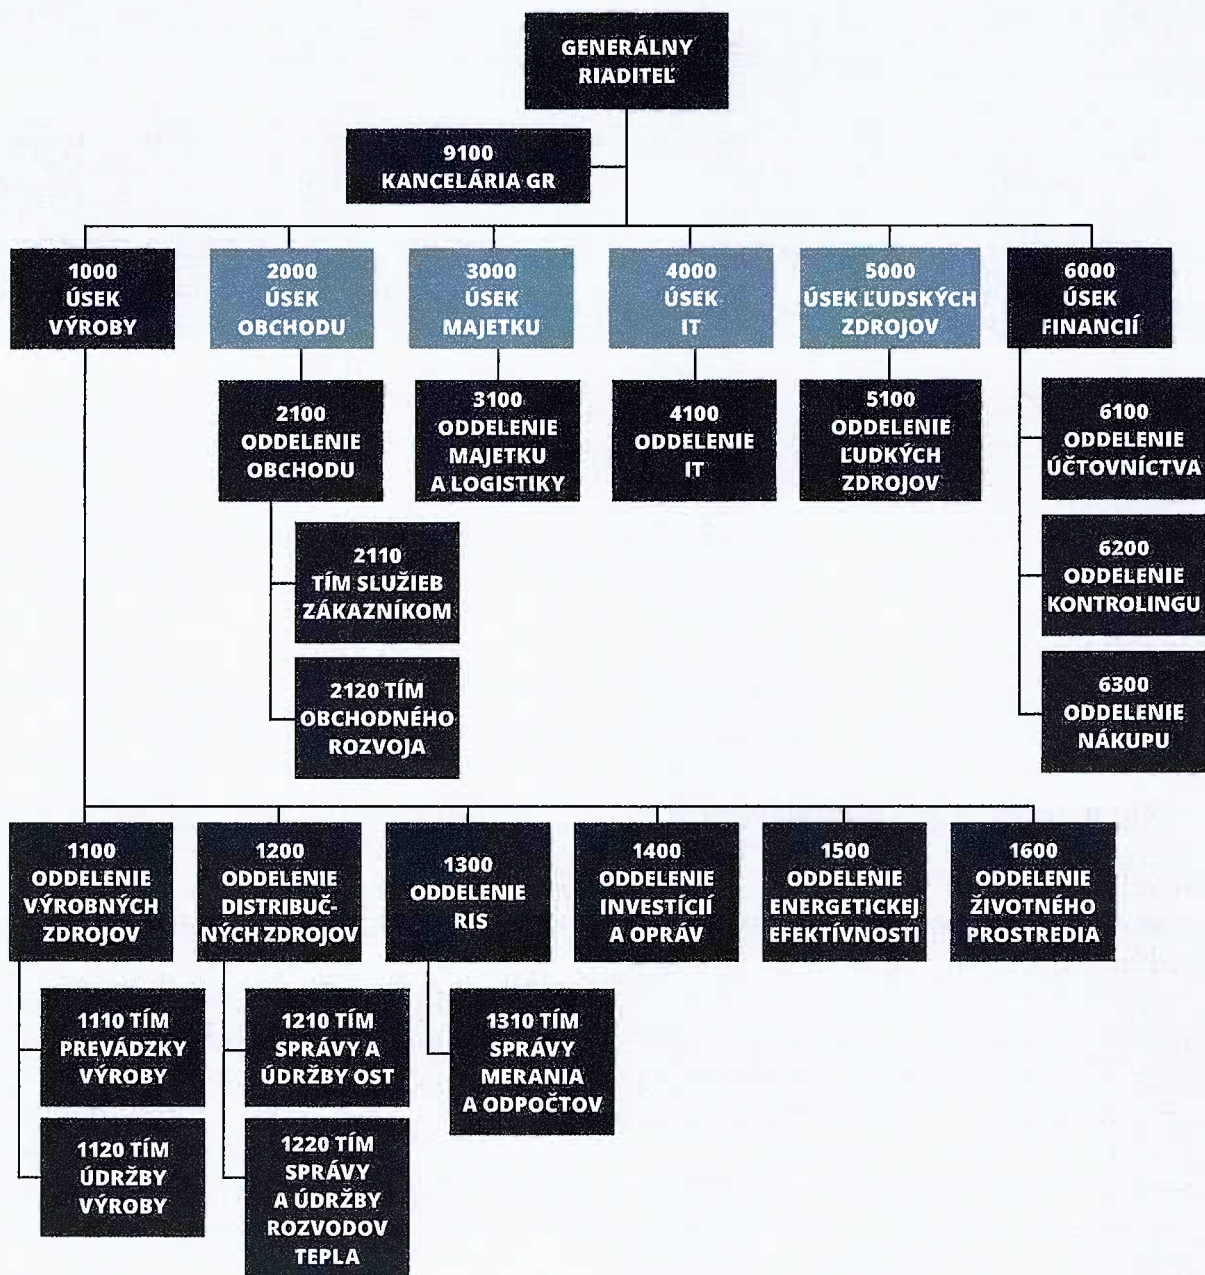 GENERÁLNY
RIADITEĽ
9100
KANCELÁRIA GR
1000
ÚSEK
VÝROBY
2000
ÚSEK
OBCHODU
3000
ÚSEK
MAJETKU
4000
ÚSEK
IT
5000
ÚSEK ĽUDSKÝCH
ZDROJOV
6000
ÚSEK
FINANCIÍ
2100
ODDELENIE
OBCHODU
3100
ODDELENIE
MAJETKU
A LOGISTIKY
4100
ODDELENIE
IT
5100
ODDELENIE
ĽUDKÝCH
ZDROJOV
6100
ODDELENIE
ÚČTOVNÍCTVA
2110
TÍM SLUŽIEB
ZÁKAZNÍKOM
6200
ODDELENIE
KONTROLINGU
2120 TÍM
OBCHODNÉHO
ROZVOJA
6300
ODDELENIE
NÁKUPU
1100
ODDELENIE
VÝROBNÝCH
ZDROJOV
1200
ODDELENIE
DISTRIBUČ-
NÝCH ZDROJOV
1300
ODDELENIE
RIS
1400
ODDELENIE
INVESTÍCIÍ
A OPRÁV
1500
ODDELENIE
ENERGETICKEJ
EFEKTÍVNOSTI
1600
ODDELENIE
ŽIVOTNÉHO
PROSTREDIA
1110 TÍM
PREVÁDZKY
VÝROBY
1210 TÍM
SPRÁVY A
ÚDRŽBY OST
1310 TÍM
SPRÁVY
MERANIA
A ODPOČTOV
1120 TÍM
ÚDRŽBY
VÝROBY
1220 TÍM
SPRÁVY
A ÚDRŽBY
ROZVODOV
TEPLA